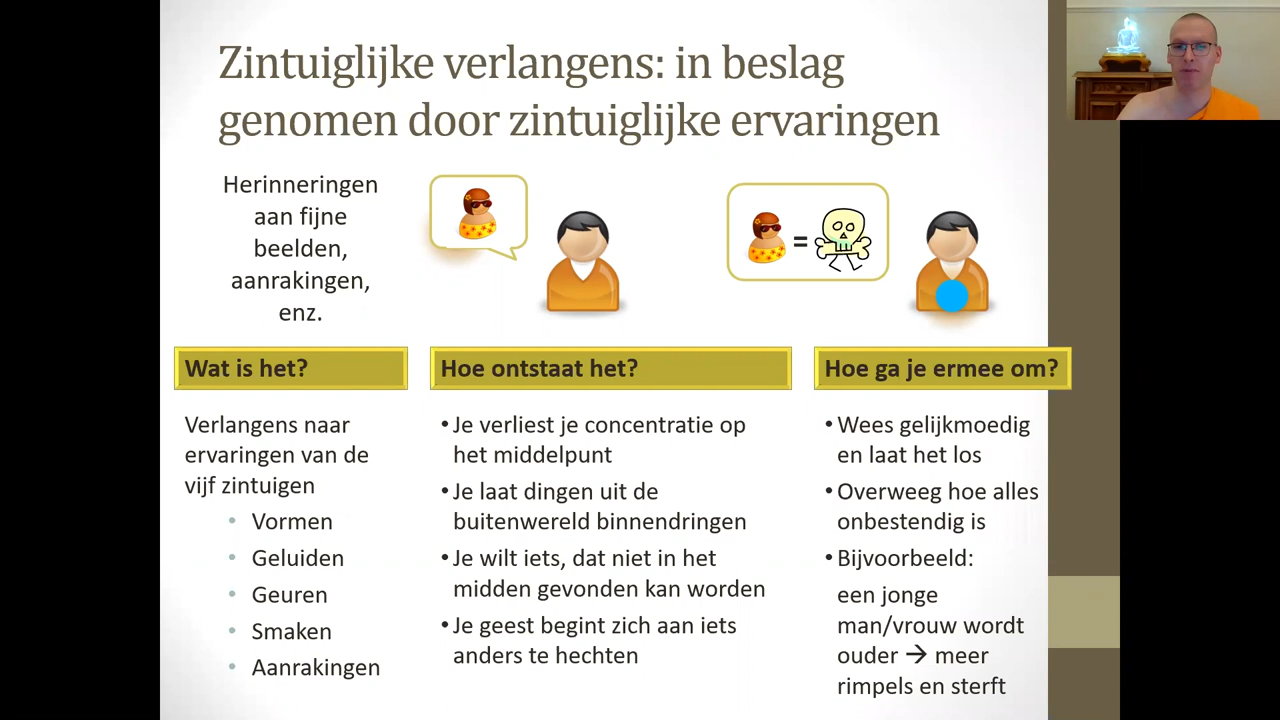 Zintuiglijke verlangens: in beslag
genomen door zintuiglijke ervaringen
Herinneringen
aan fijne
beelden,
aanrakingen,
enz.
=
Wat is het?
Verlangens naar
ervaringen van de
vijf zintuigen
• Vormen
• Geluiden
• Geuren
• Smaken
• Aanrakingen
Hoe ontstaat het?
• Je verliest je concentratie op
het middelpunt
• Je laat dingen uit de
buitenwereld binnendringen
• Je wilt iets, dat niet in het
midden gevonden kan worden
• Je geest begint zich aan iets
anders te hechten
Hoe ga je ermee om?
• Wees gelijkmoedig
en laat het los
• Overweeg hoe alles
onbestendig is
• Bijvoorbeeld:
een jonge
man/vrouw wordt
ouder → meer
rimpels en sterft